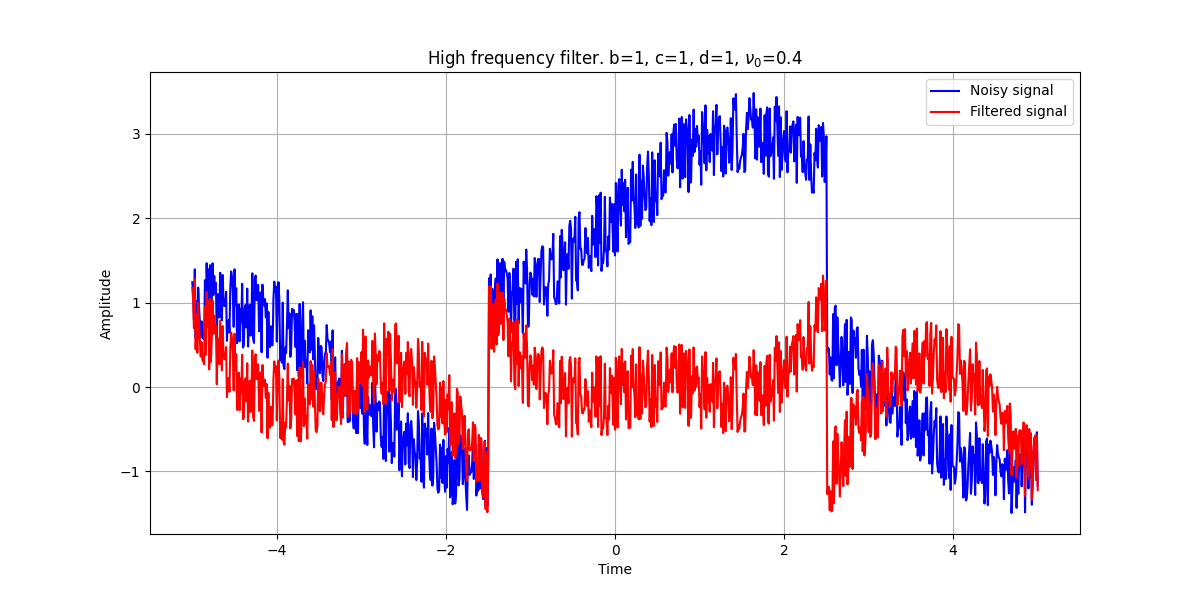 High frequency filter. b=1, c=1, d=1, ν₀=0.4
Noisy signal
Filtered signal
Amplitude
3
2
1
0
−1
−4
−2
0
2
4
Time